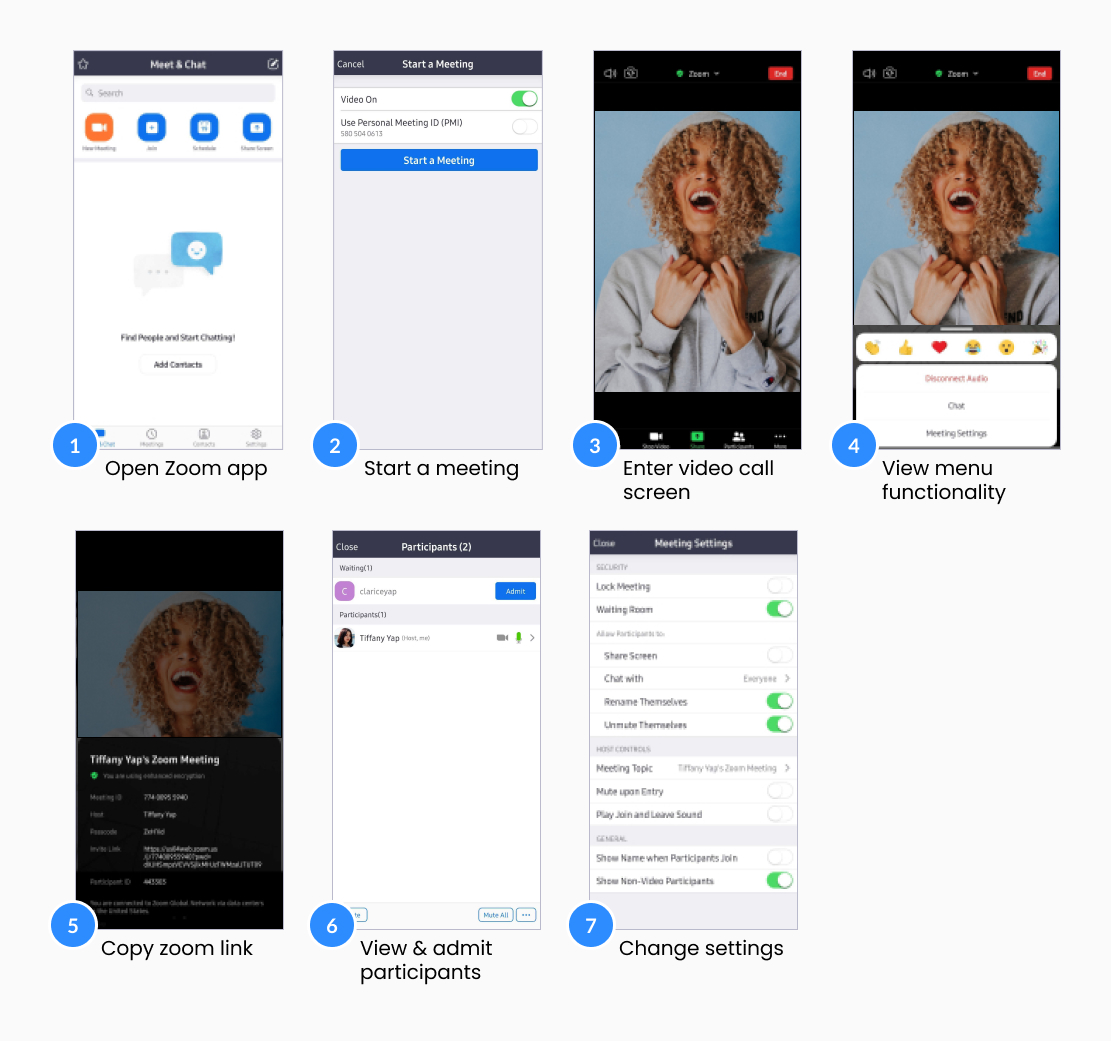 Meet & Chat
Search
New Meeting
Join
Schedule
Share Screen
Find People and Start Chatting!
Add Contacts
Chat
Meetings
Contacts
Settings
1
Open Zoom app
Cancel
Start a Meeting
Video On
Use Personal Meeting ID (PMI)
580 504 0613
Start a Meeting
2
Start a meeting
Zoom
End
END
Stop Video
Share
Participants
More
3
Enter video call
screen
Zoom
End
END
Disconnect Audio
Chat
Meeting Settings
4
View menu
functionality
Tiffany Yap's Zoom Meeting
You are using enhanced encryption
Meeting ID 774 0895 5940
Host Tiffany Yap
Passcode
Invite Link https://us04web.zoom.us
Participant ID
You are connected to Zoom Global Network via data centers
the United States.
5
Copy zoom link
Close
Participants (2)
Waiting(1)
C clariceyap
Admit
Participants(1)
Tiffany Yap (Host, me)
Mute All
6
View & admit
participants
Close
Meeting Settings
SECURITY
Lock Meeting
Waiting Room
Allow Participants to:
Share Screen
Chat with Everyone
Rename Themselves
Unmute Themselves
HOST CONTROLS
Meeting Topic Tiffany Yap's Zoom Meeting
Mute upon Entry
Play Join and Leave Sound
GENERAL
Show Name when Participants Join
Show Non-Video Participants
7
Change settings